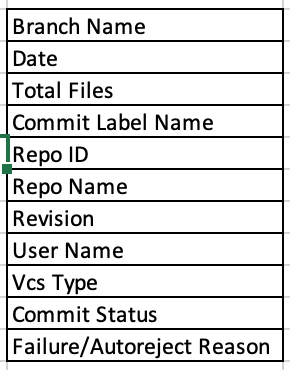 Branch Name
Date
Total Files
Commit Label Name
Repo ID
Repo Name
Revision
User Name
Vcs Type
Commit Status
Failure/Autoreject Reason